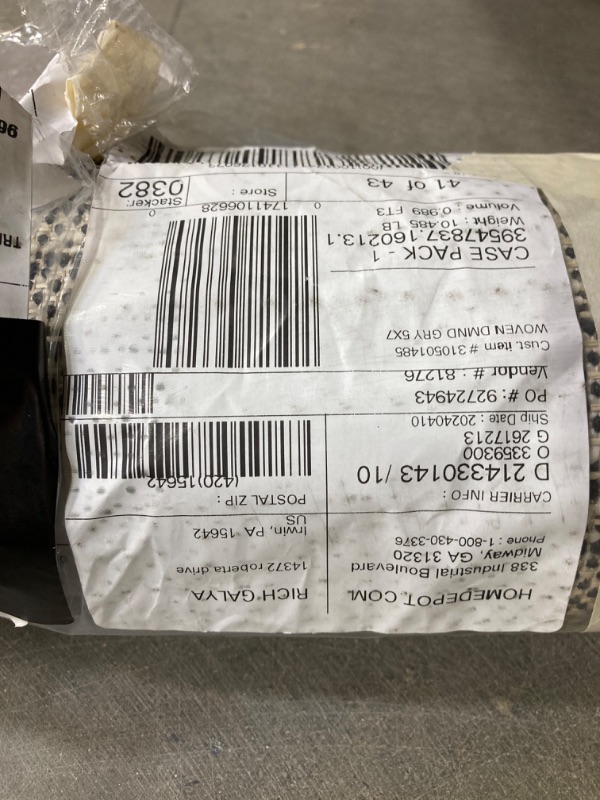 HOMEDEPOT.COM
338 Industrial Boulevard
Midway, GA 31320
Phone : 1-800-430-3376
RICH GALYA
14372 roberta drive
Irwin, PA 15642
US
CARRIER INFO :
D 214330143 / 10
O 3359300
G 2617213
Ship Date : 20240410
POSTAL ZIP :
(420)15642
PO #: 92724943
Vendor # : 81276
Cust. item # 310501485
WOVEN DMND GRY 5X7
CASE PACK - 1
39547837.160213.1
Weight : 10.485 LB
Volume : 0.989 FT3
0 1741106628 0
41 of 43
Store :
Stacker:
0382
96